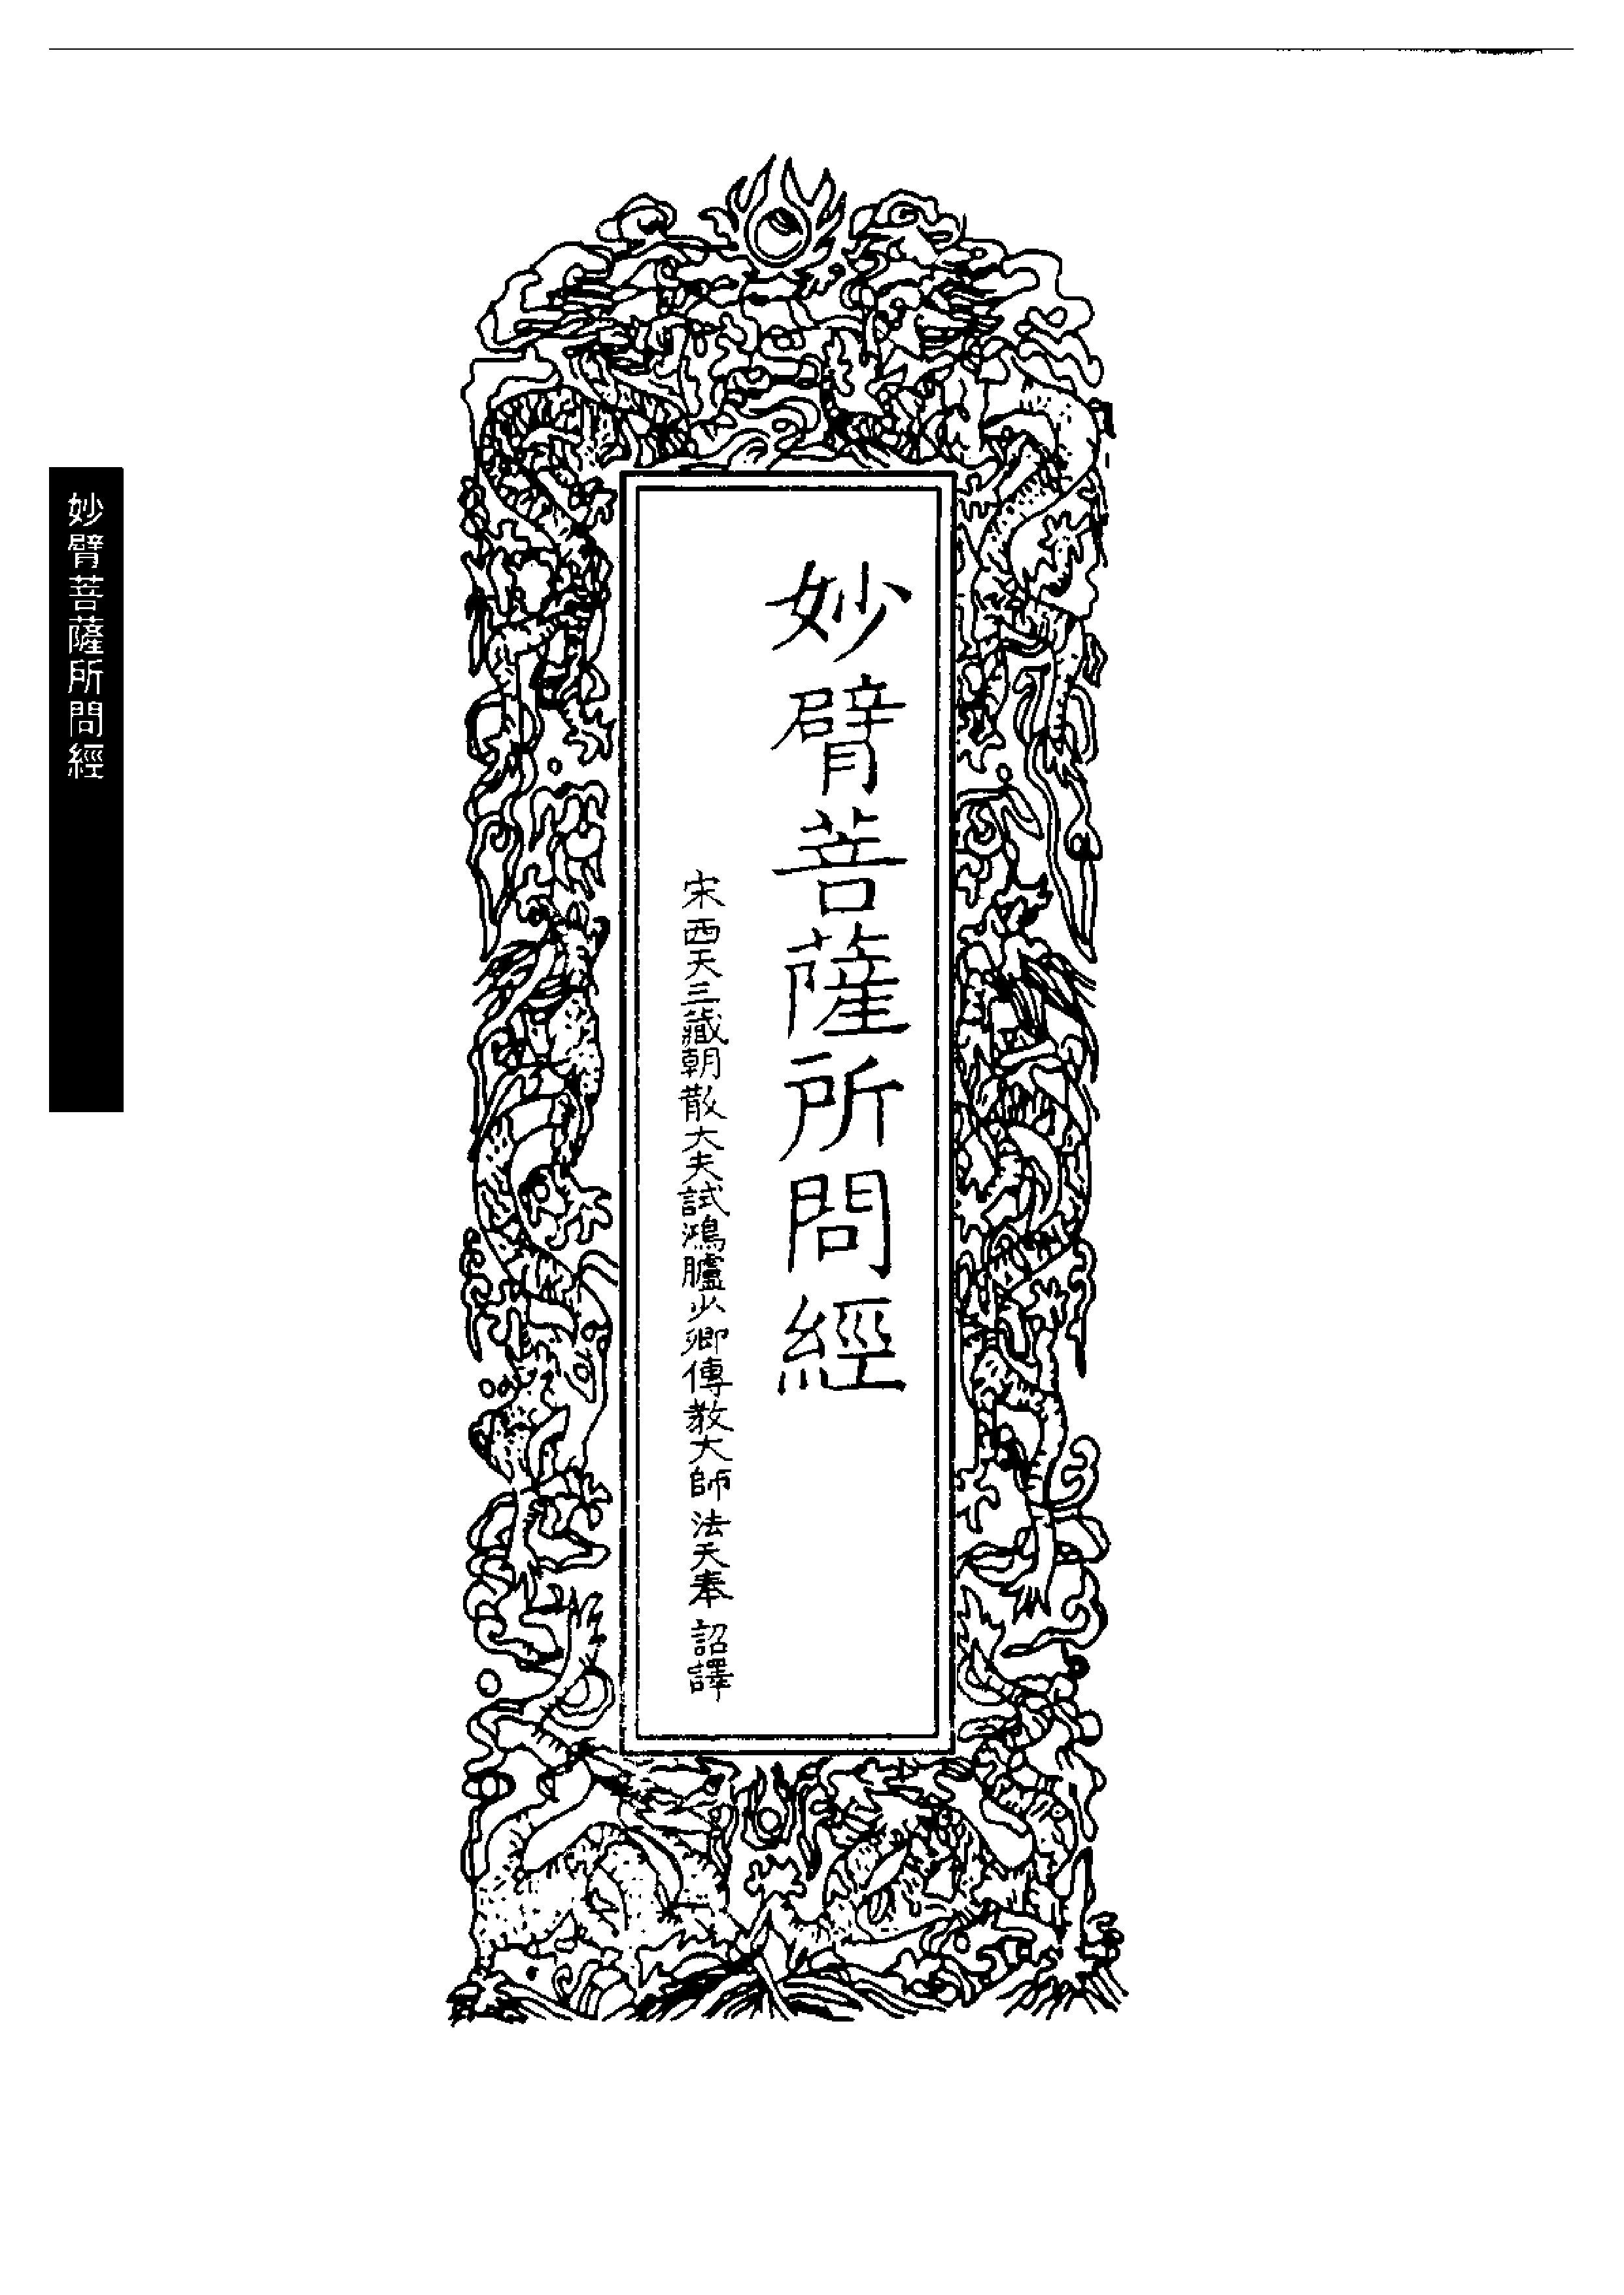 妙臂菩薩所問經
宋西天三藏朝散大夫試鴻臚少卿傳教大師法天奉 詔譯
妙臂菩薩所問經